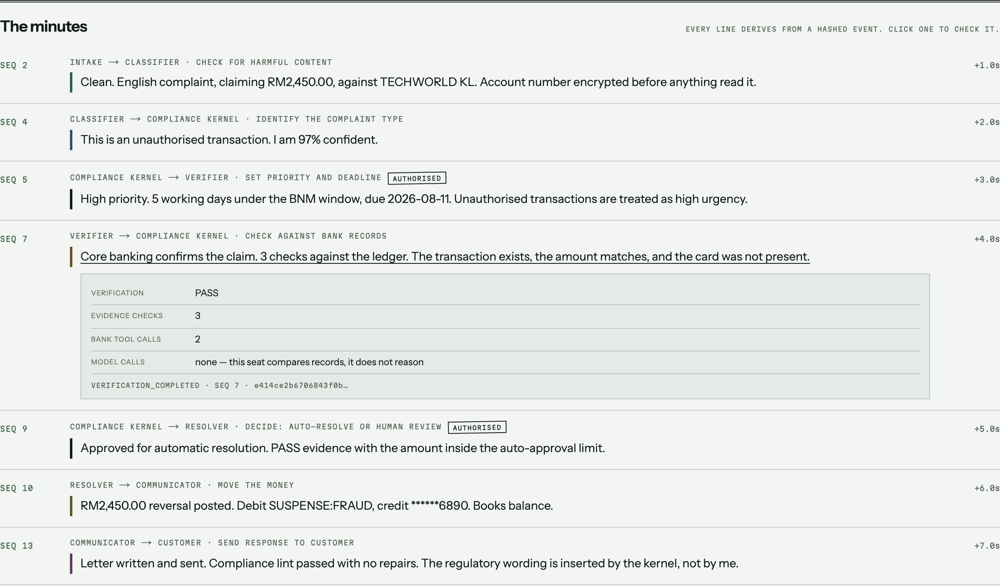 The minutes
EVERY LINE DERIVES FROM A HASHED EVENT. CLICK ONE TO CHECK IT.
SEQ 2
INTAKE → CLASSIFIER · CHECK FOR HARMFUL CONTENT
+1.0s
Clean. English complaint, claiming RM2,450.00, against TECHWORLD KL. Account number encrypted before anything read it.
SEQ 4
CLASSIFIER → COMPLIANCE KERNEL · IDENTIFY THE COMPLAINT TYPE
+2.0s
This is an unauthorised transaction. I am 97% confident.
SEQ 5
COMPLIANCE KERNEL → VERIFIER · SET PRIORITY AND DEADLINE AUTHORISED
+3.0s
High priority. 5 working days under the BNM window, due 2026-08-11. Unauthorised transactions are treated as high urgency.
SEQ 7
VERIFIER → COMPLIANCE KERNEL · CHECK AGAINST BANK RECORDS
+4.0s
Core banking confirms the claim. 3 checks against the ledger. The transaction exists, the amount matches, and the card was not present.
VERIFICATION PASS
EVIDENCE CHECKS 3
BANK TOOL CALLS 2
MODEL CALLS none — this seat compares records, it does not reason
VERIFICATION_COMPLETED · SEQ 7 · e414ce2b6706843f0b…
SEQ 9
COMPLIANCE KERNEL → RESOLVER · DECIDE: AUTO-RESOLVE OR HUMAN REVIEW AUTHORISED
+5.0s
Approved for automatic resolution. PASS evidence with the amount inside the auto-approval limit.
SEQ 10
RESOLVER → COMMUNICATOR · MOVE THE MONEY
+6.0s
RM2,450.00 reversal posted. Debit SUSPENSE:FRAUD, credit ******6890. Books balance.
SEQ 13
COMMUNICATOR → CUSTOMER · SEND RESPONSE TO CUSTOMER
+7.0s
Letter written and sent. Compliance lint passed with no repairs. The regulatory wording is inserted by the kernel, not by me.